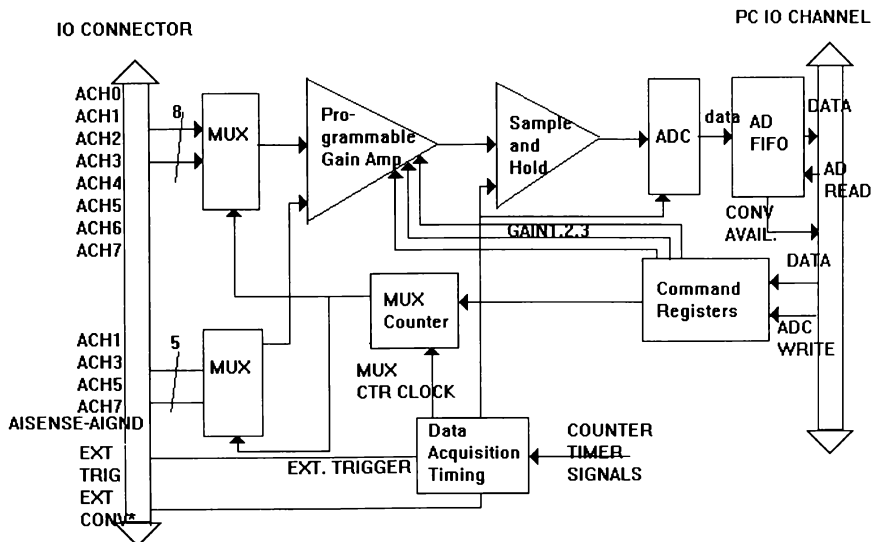 IO CONNECTOR
PC IO CHANNEL
ACH0
ACH1
ACH2
ACH3
ACH4
ACH5
ACH6
ACH7
8
MUX
Pro-
grammable
Gain Amp
Sample
and
Hold
ADC
data
AD
FIFO
DATA
AD
READ
CONV
AVAIL.
GAIN1.2.3
DATA
Command
Registers
ADC
WRITE
MUX
Counter
MUX
CTR CLOCK
ACH1
ACH3
ACH5
ACH7
AISENSE-AIGND
5
MUX
EXT
TRIG
EXT
CONV*
EXT. TRIGGER
Data
Acquisition
Timing
COUNTER
TIMER
SIGNALS